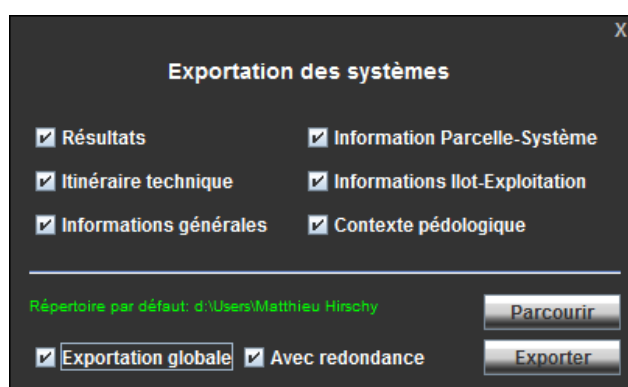 X
Exportation des systèmes
Résultats
Information Parcelle-Système
Itinéraire technique
Informations Ilot-Exploitation
Informations générales
Contexte pédologique
Répertoire par défaut: d:\Users\Matthieu Hirschy
Parcourir
Exportation globale
Avec redondance
Exporter